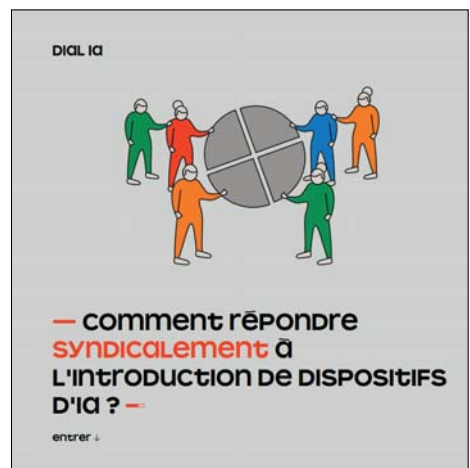 DIAL IA
— comment répondre
syndicalement à
l'introduction de dispositifs
d'IA ? —
entrer ↓